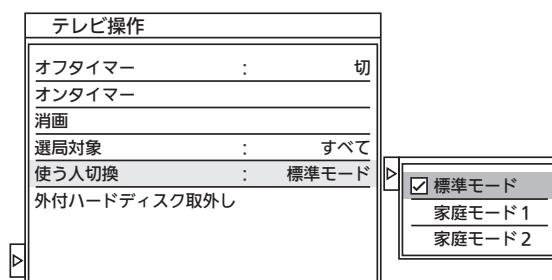 テレビ操作
オフタイマー : 切
オンタイマー
消画
選局対象 : すべて
使う人切換 : 標準モード
外付ハードディスク取外し
標準モード
家庭モード1
家庭モード2